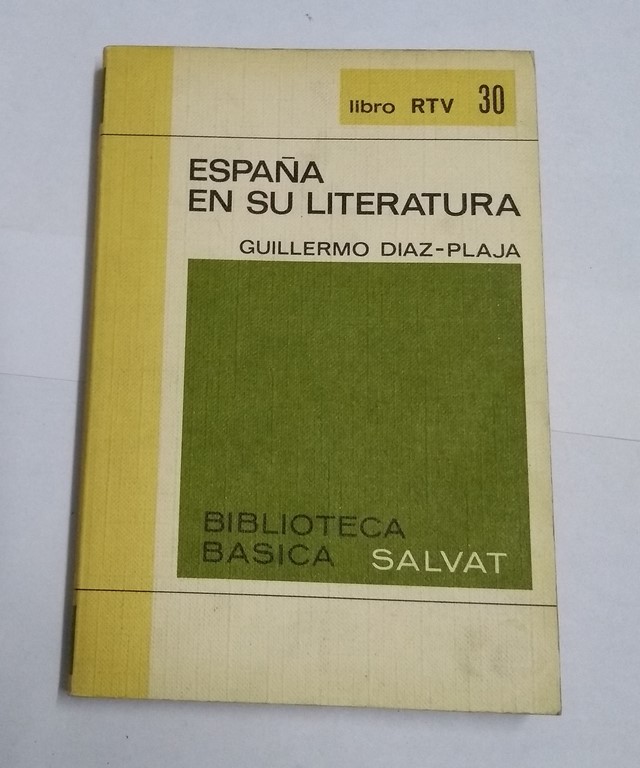 libro RTV 30
ESPAÑA
EN SU LITERATURA
GUILLERMO DIAZ-PLAJA
BIBLIOTECA
BASICA SALVAT